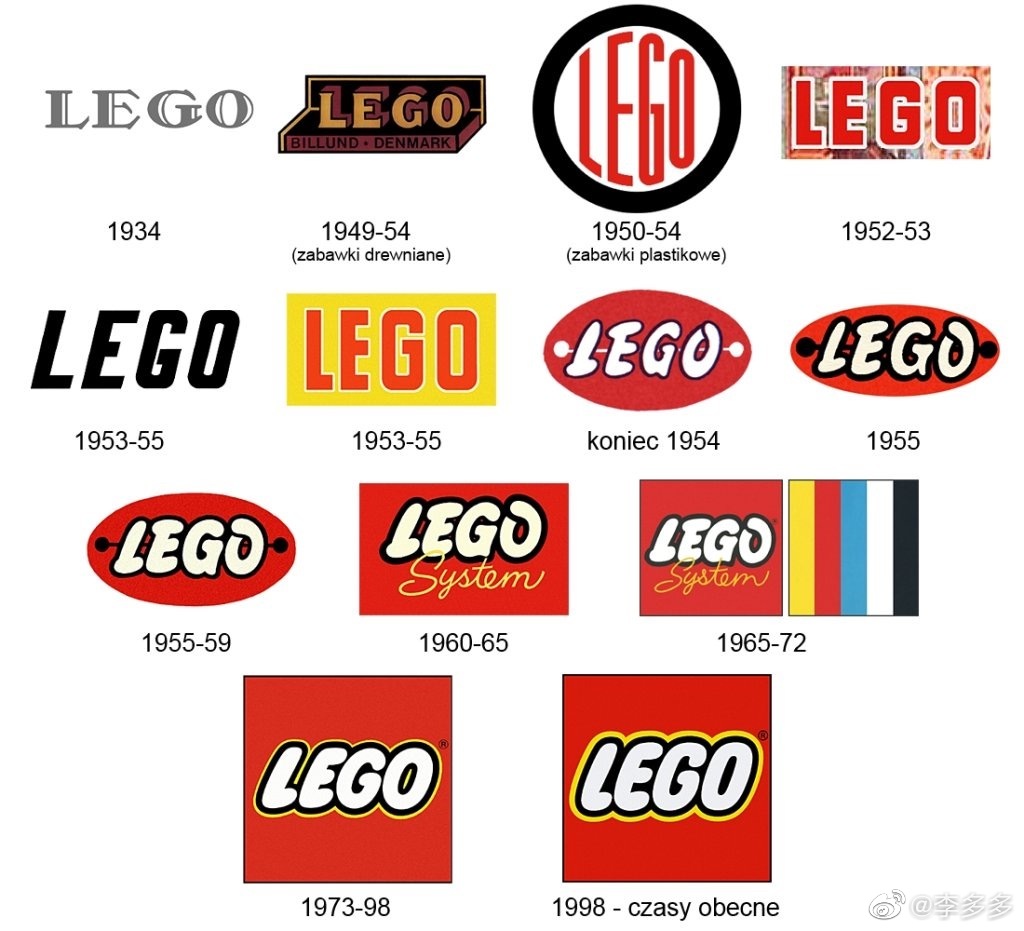 LEGO
LEGO
BILLUND · DENMARK
LEGO
LEGO
1934
1949-54
(zabawki drewniane)
1950-54
(zabawki plastikowe)
1952-53
LEGO
LEGO
LEGO
LEGO
1953-55
1953-55
koniec 1954
1955
LEGO
LEGO
System
LEGO
System
1955-59
1960-65
1965-72
LEGO®
LEGO®
1973-98
1998 - czasy obecne
@李多多